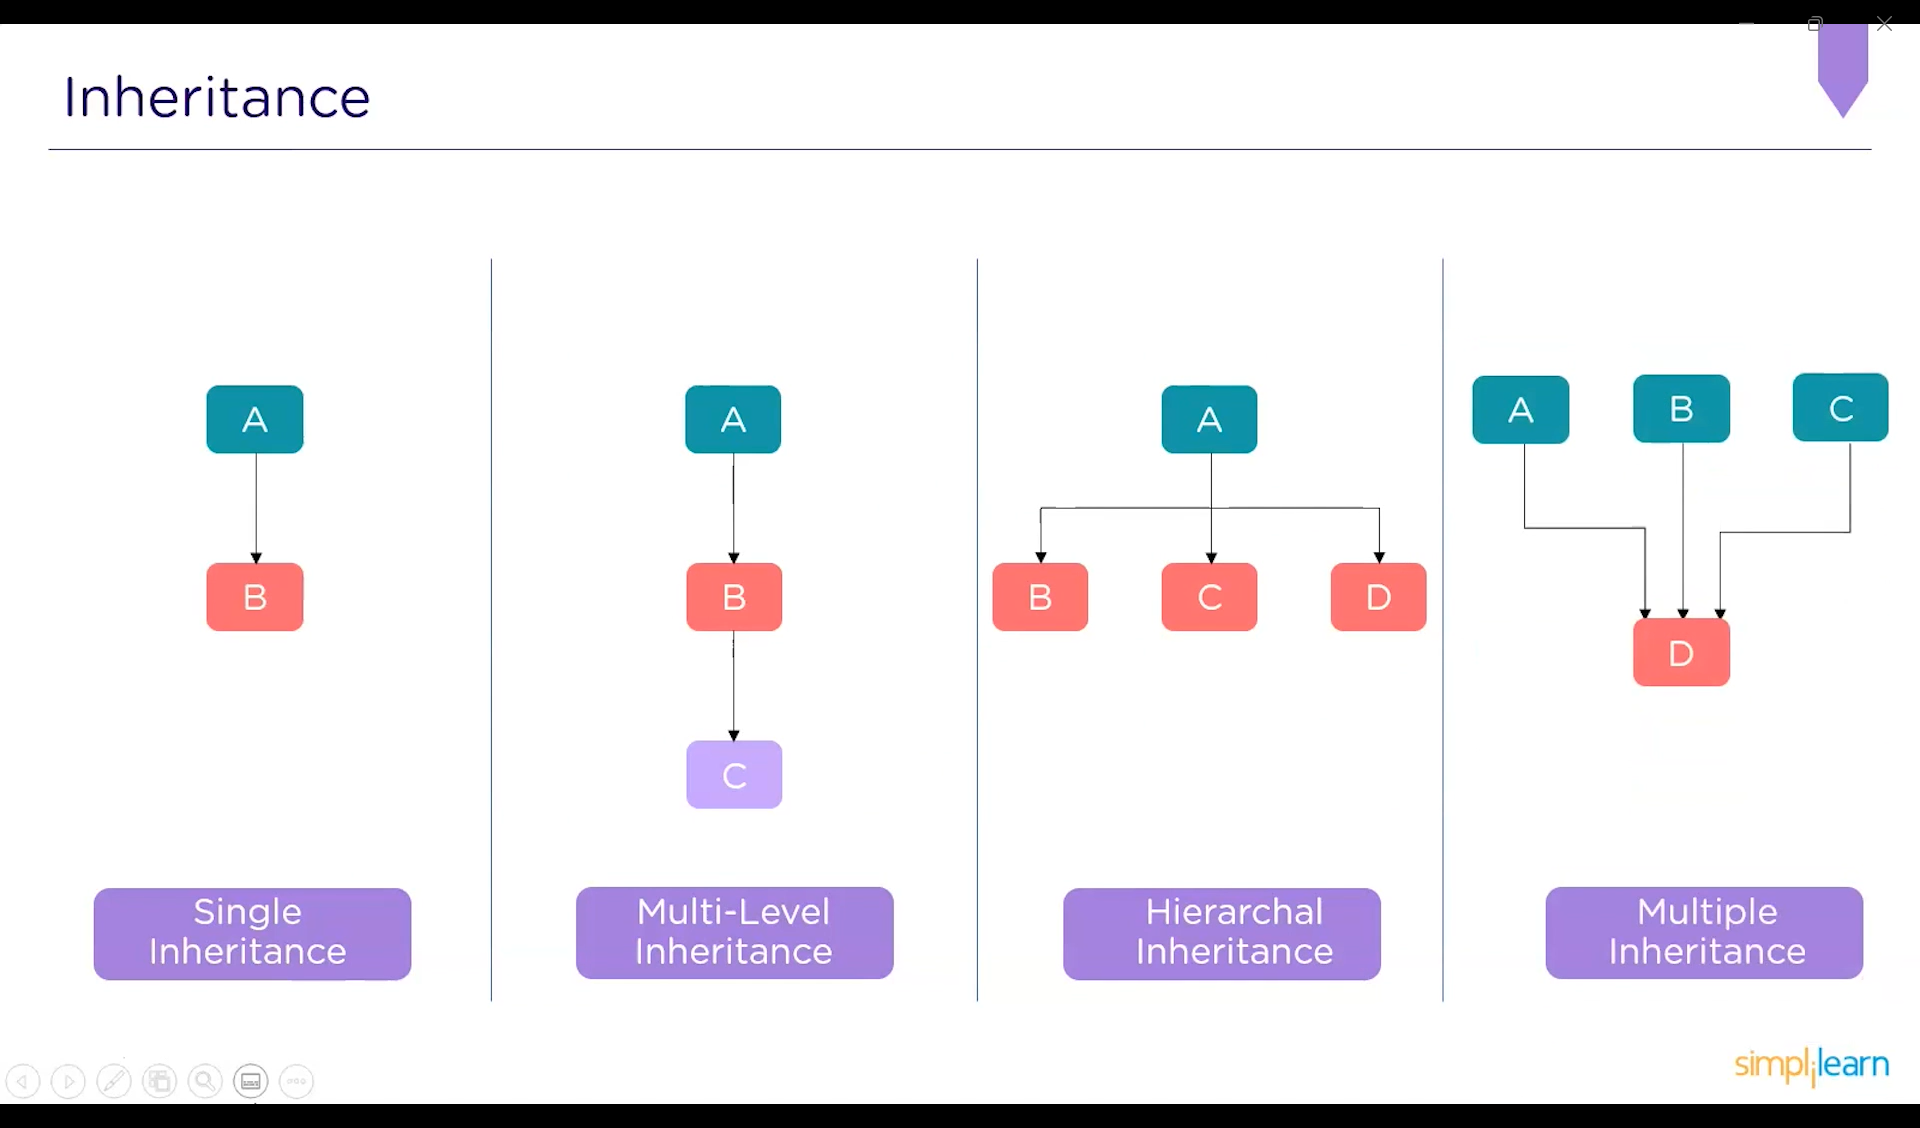 Inheritance
A
B
Single
Inheritance
A
B
C
Multi-Level
Inheritance
A
B C D
Hierarchal
Inheritance
A B C
D
Multiple
Inheritance
simplilearn